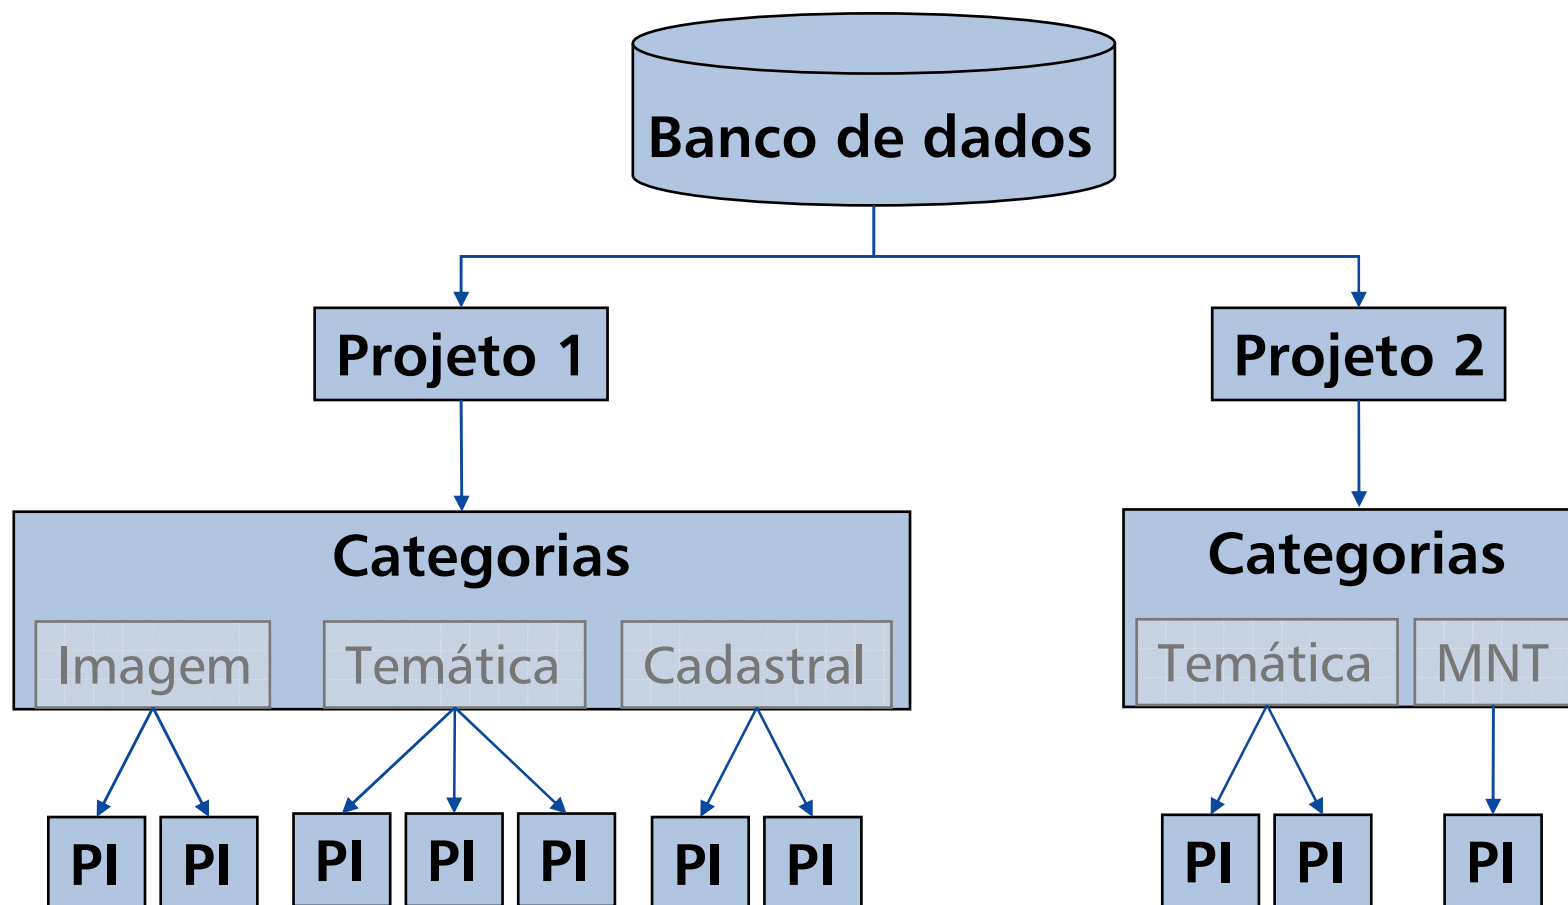 Banco de dados
Projeto 1
Projeto 2
Categorias
Categorias
Imagem
Temática
Cadastral
Temática
MNT
PI
PI
PI
PI
PI
PI
PI
PI
PI
PI